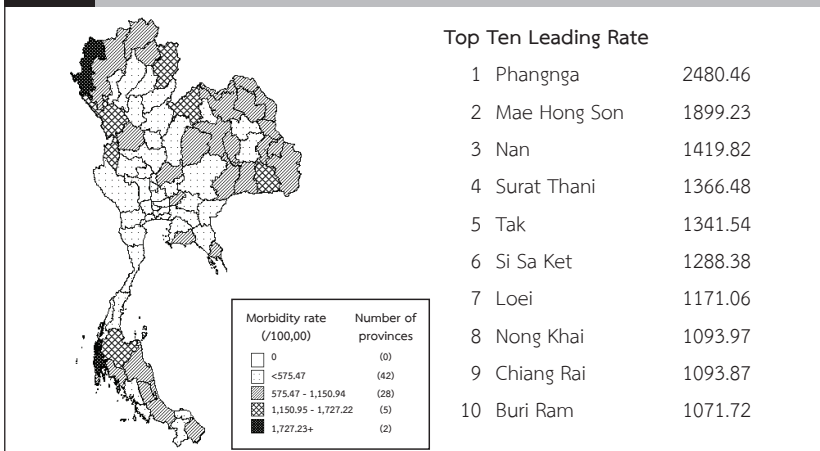 Top Ten Leading Rate
1 Phangnga 2480.46
2 Mae Hong Son 1899.23
3 Nan 1419.82
4 Surat Thani 1366.48
5 Tak 1341.54
6 Si Sa Ket 1288.38
7 Loei 1171.06
8 Nong Khai 1093.97
9 Chiang Rai 1093.87
10 Buri Ram 1071.72
Morbidity rate Number of
(/100,00) provinces
0 (0)
<575.47 (42)
575.47 - 1,150.94 (28)
1,150.95 - 1,727.22 (5)
1,727.23+ (2)